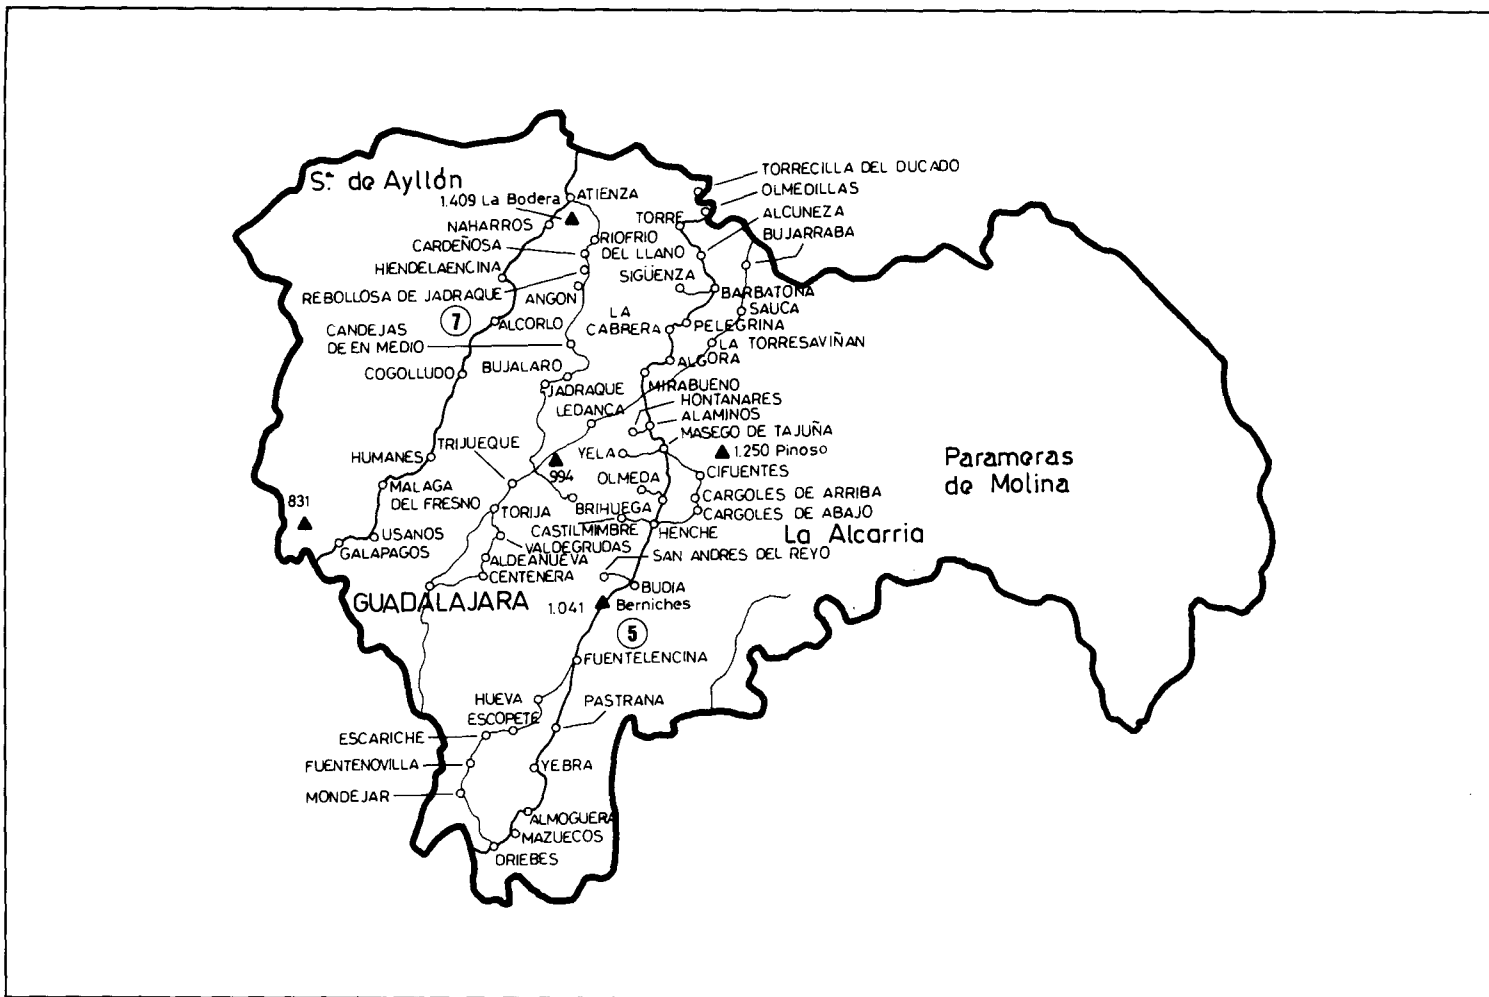 TORRECILLA DEL DUCADO
Sª. de Ayllón
OLMEDILLAS
1.409 La Bodera
ATIENZA
ALCUNEZA
NAHARROS
TORRE
BUJARRABA
CARDEÑOSA
RIOFRIO
DEL LLANO
HIENDELAENCINA
SIGÜENZA
REBOLLOSA DE JADRAQUE
ANGON
BARBATONA
7
ALCORLO
LA
CABRERA
SAUCA
PELEGRINA
CANDEJAS
DE EN MEDIO
LA TORRESAVIÑAN
COGOLLUDO
BUJALARO
ALGORA
JADRAQUE
MIRABUENO
LEDANCA
HONTANARES
ALAMINOS
MASEGO DE TAJUÑA
TRIJUEQUE
HUMANES
YELA
1.250 Pinoso
994
CIFUENTES
Parameras
de Molina
MALAGA
DEL FRESNO
OLMEDA
CARGOLES DE ARRIBA
831
TORIJA
BRIHUEGA
CARGOLES DE ABAJO
CASTILMIMBRE
HENCHE
La Alcarria
USANOS
GALAPAGOS
VALDEGRUDAS
SAN ANDRES DEL REYO
ALDEANUEVA
CENTENERA
BUDIA
GUADALAJARA
1.041
Berniches
5
FUENTELENCINA
HUEVA
PASTRANA
ESCOPETE
ESCARICHE
FUENTENOVILLA
YEBRA
MONDEJAR
ALMOGUERA
MAZUECOS
DRIEBES